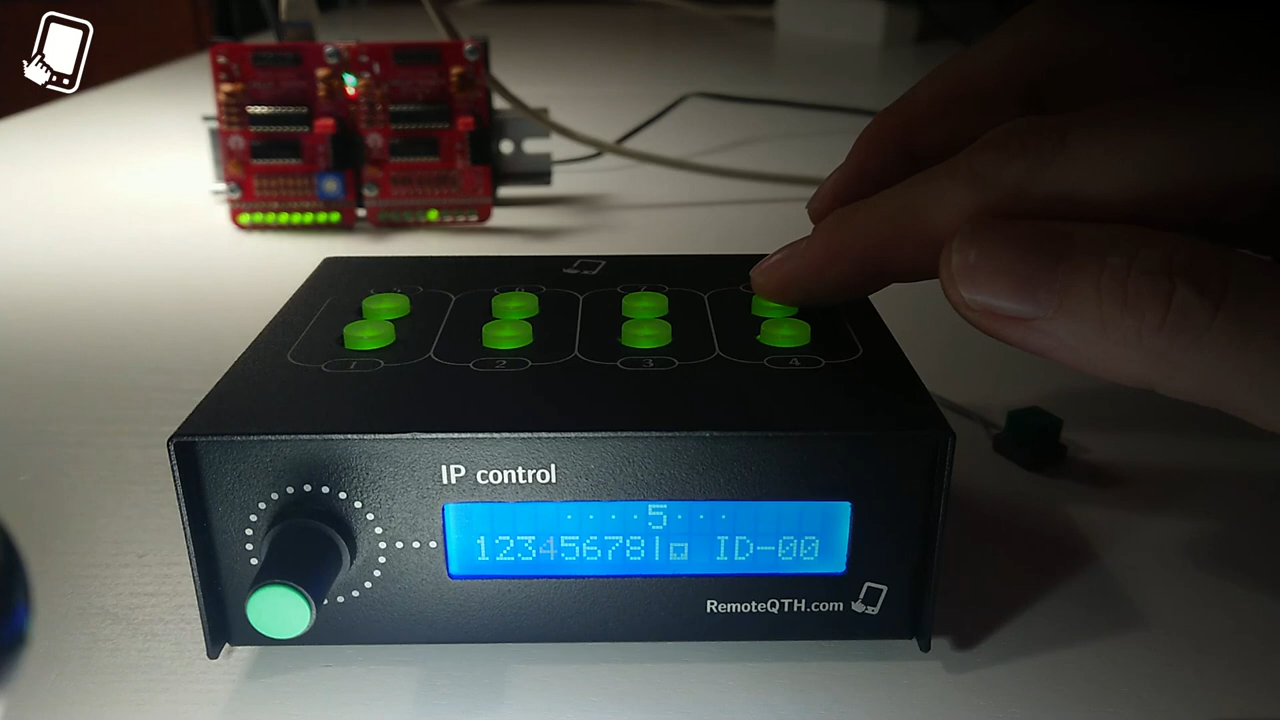 1 2 3 4
IP control
····5···
12345678|◘ ID-00
RemoteQTH.com